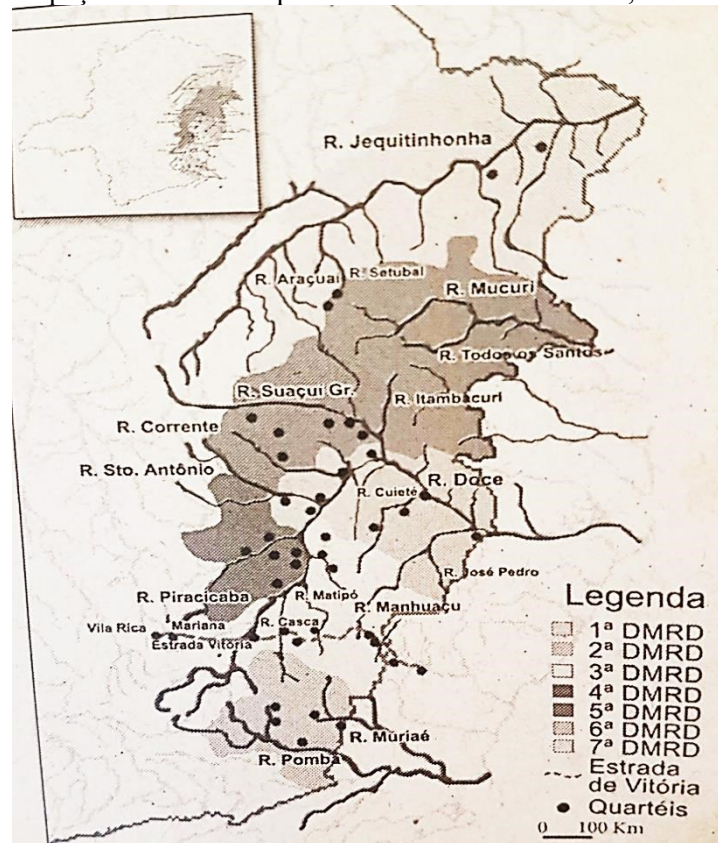 R. Jequitinhonha
R. Araçuai
R. Setubal
R. Mucuri
R. Todos os Santos
R. Suaçuí Gr.
R. Itambacuri
R. Corrente
R. Sto. Antônio
R. Doce
R. Cuieté
R. José Pedro
R. Piracicaba
R. Matipó
R. Manhuaçu
Mariana
R. Casca
Vila Rica
Estrada Vitória
R. Muriaé
R. Pomba
Legenda
1ª DMRD
2ª DMRD
3ª DMRD
4ª DMRD
5ª DMRD
6ª DMRD
7ª DMRD
Estrada
de Vitória
Quartéis
0 100 Km